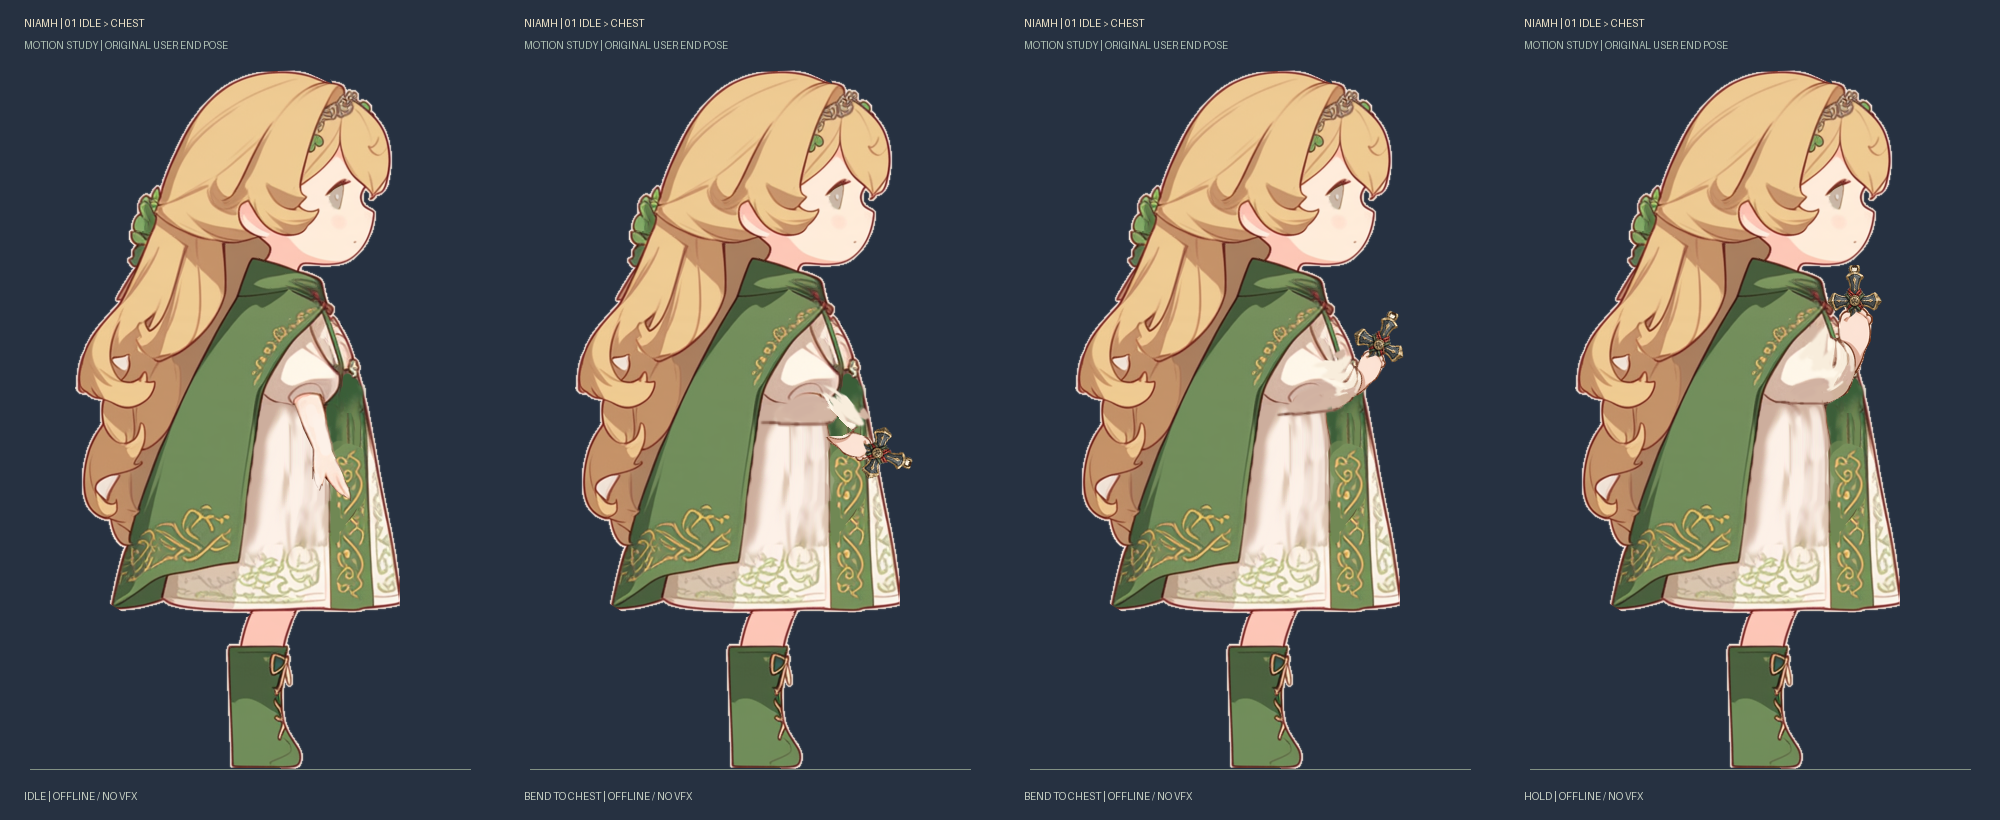 NIAMH | 01 IDLE > CHEST
MOTION STUDY | ORIGINAL USER END POSE
IDLE | OFFLINE / NO VFX
NIAMH | 01 IDLE > CHEST
MOTION STUDY | ORIGINAL USER END POSE
BEND TO CHEST | OFFLINE / NO VFX
NIAMH | 01 IDLE > CHEST
MOTION STUDY | ORIGINAL USER END POSE
BEND TO CHEST | OFFLINE / NO VFX
NIAMH | 01 IDLE > CHEST
MOTION STUDY | ORIGINAL USER END POSE
HOLD | OFFLINE / NO VFX